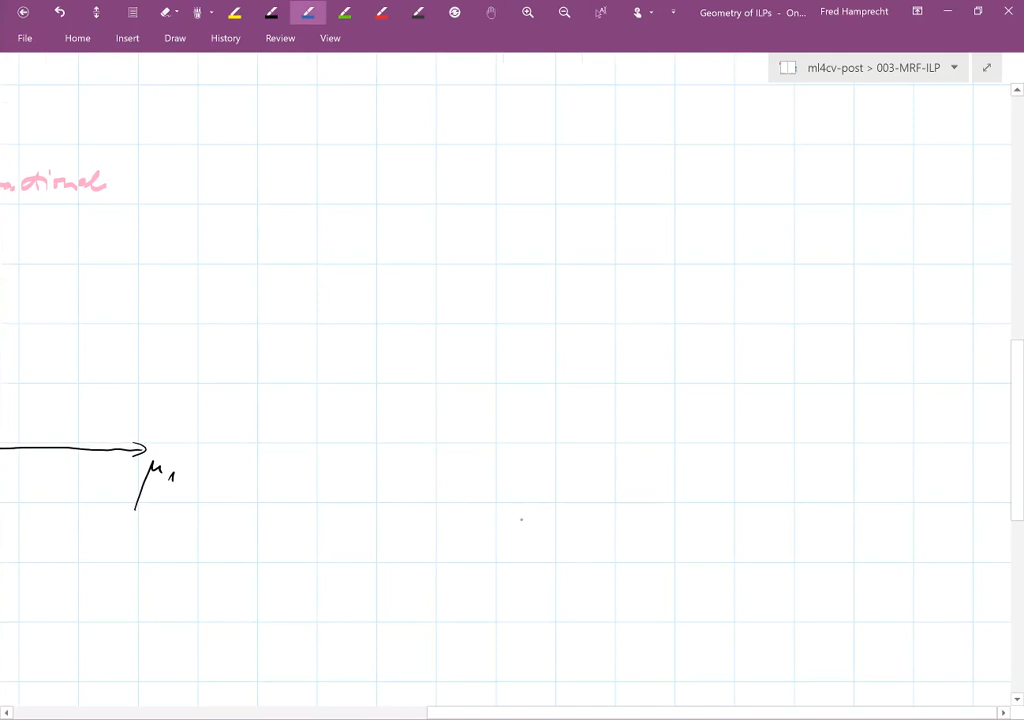 Geometry of ILPs - On...
Fred Hamprecht
File
Home
Insert
Draw
History
Review
View
ml4cv-post > 003-MRF-ILP
μ₁